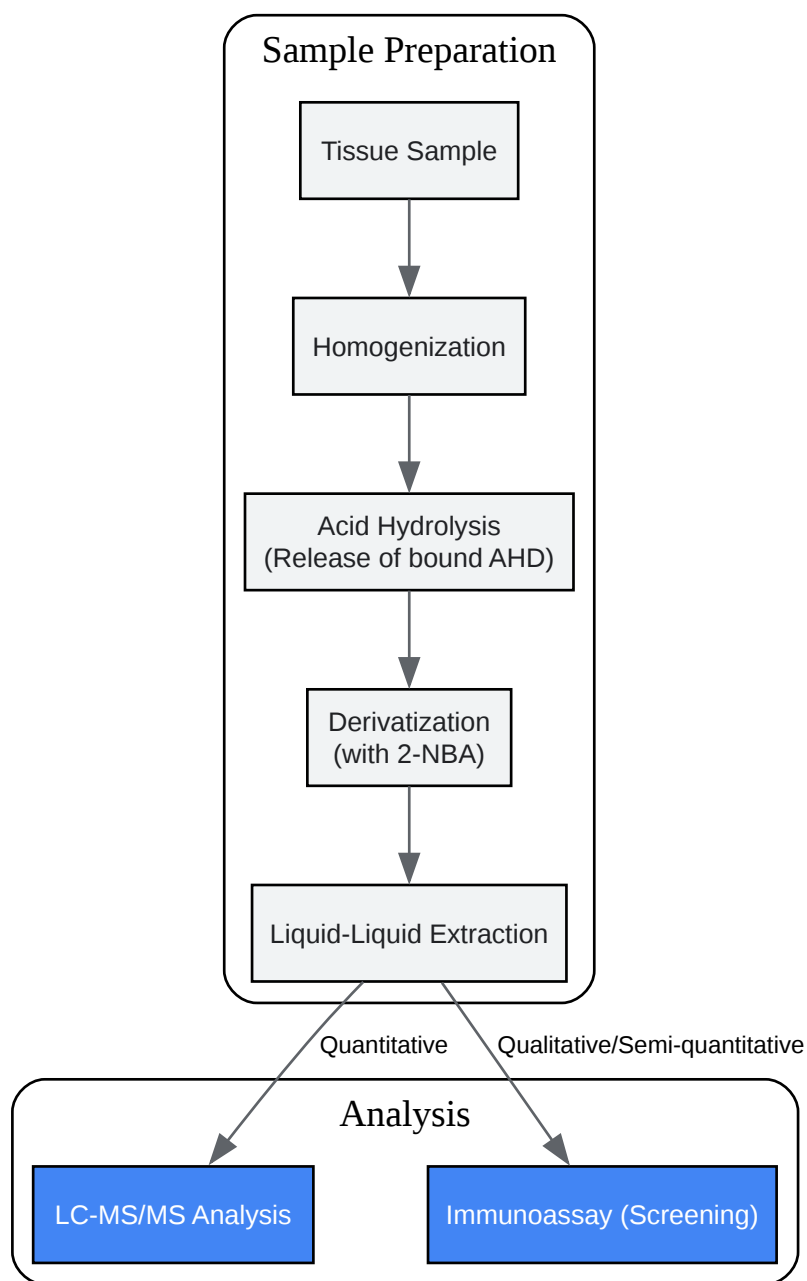 Sample Preparation
Tissue Sample
Homogenization
Acid Hydrolysis
(Release of bound AHD)
Derivatization
(with 2-NBA)
Liquid-Liquid Extraction
Quantitative
Qualitative/Semi-quantitative
Analysis
LC-MS/MS Analysis
Immunoassay (Screening)